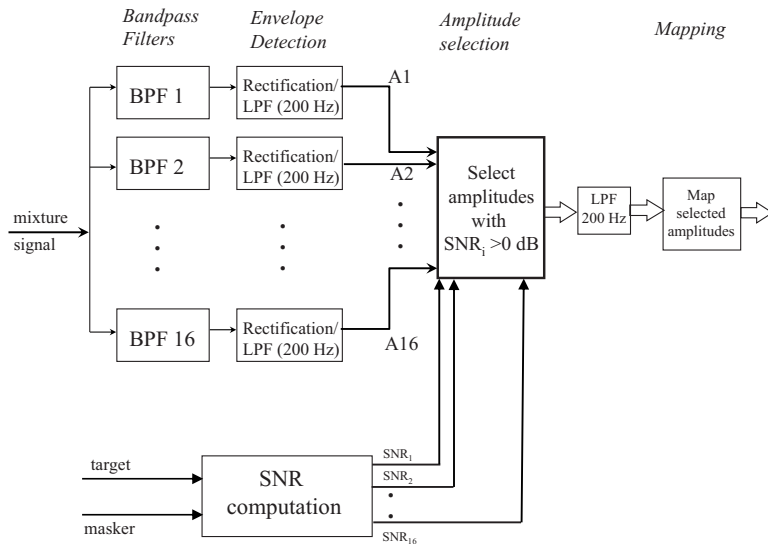 Bandpass
Filters
Envelope
Detection
Amplitude
selection
Mapping
BPF 1
Rectification/
LPF (200 Hz)
A1
BPF 2
Rectification/
LPF (200 Hz)
A2
mixture
signal
Select
amplitudes
with
SNRi >0 dB
LPF
200 Hz
Map
selected
amplitudes
BPF 16
Rectification/
LPF (200 Hz)
A16
target
masker
SNR
computation
SNR1
SNR2
SNR16